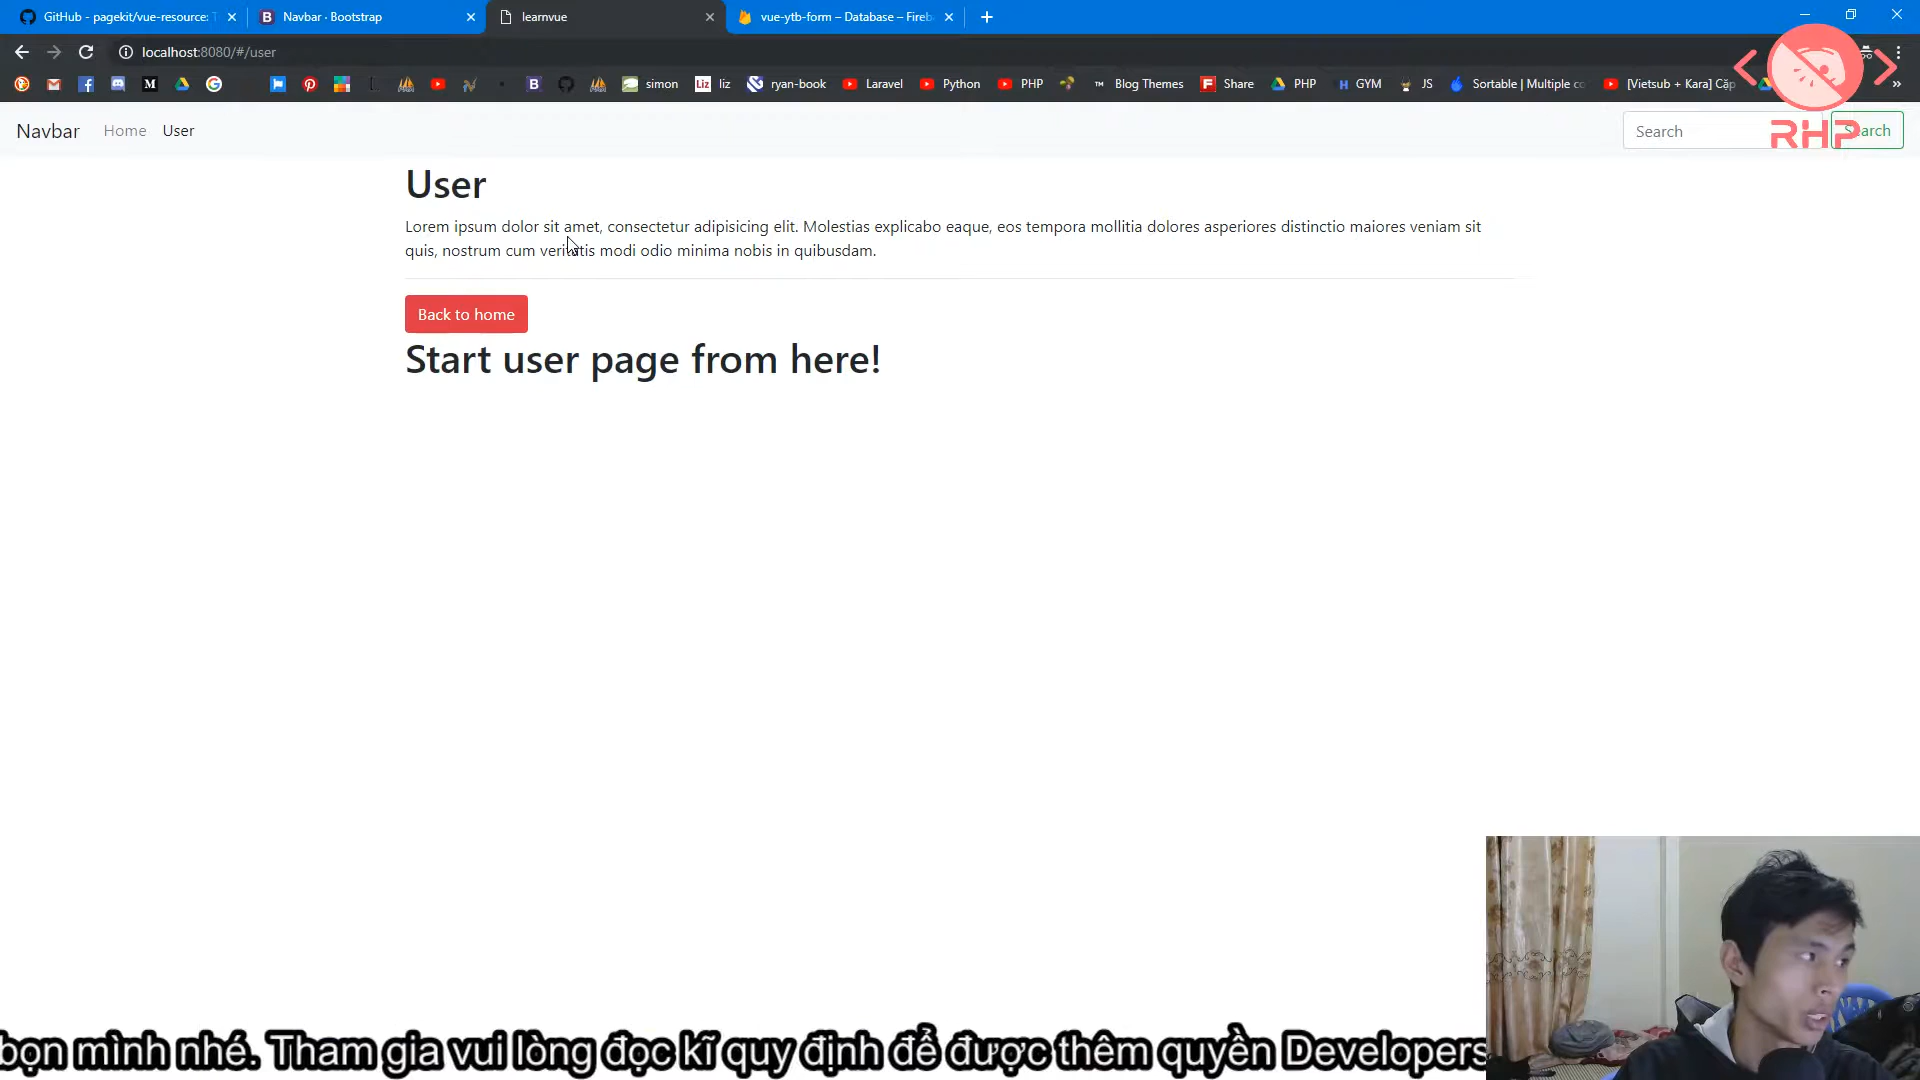 GitHub - pagekit/vue-resource: T
Navbar · Bootstrap
learnvue
vue-ytb-form – Database – Fireb
localhost:8080/#/user
simon
Liz liz
ryan-book
Laravel
Python
PHP
Blog Themes
Share
PHP
GYM
JS
Sortable | Multiple co
[Vietsub + Kara] Cặp
Navbar
Home
User
Search
Search
RHP
User
Lorem ipsum dolor sit amet, consectetur adipisicing elit. Molestias explicabo eaque, eos tempora mollitia dolores asperiores distinctio maiores veniam sit
quis, nostrum cum veritatis modi odio minima nobis in quibusdam.
Back to home
Start user page from here!
bọn mình nhé. Tham gia vui lòng đọc kĩ quy định để được thêm quyền Developers